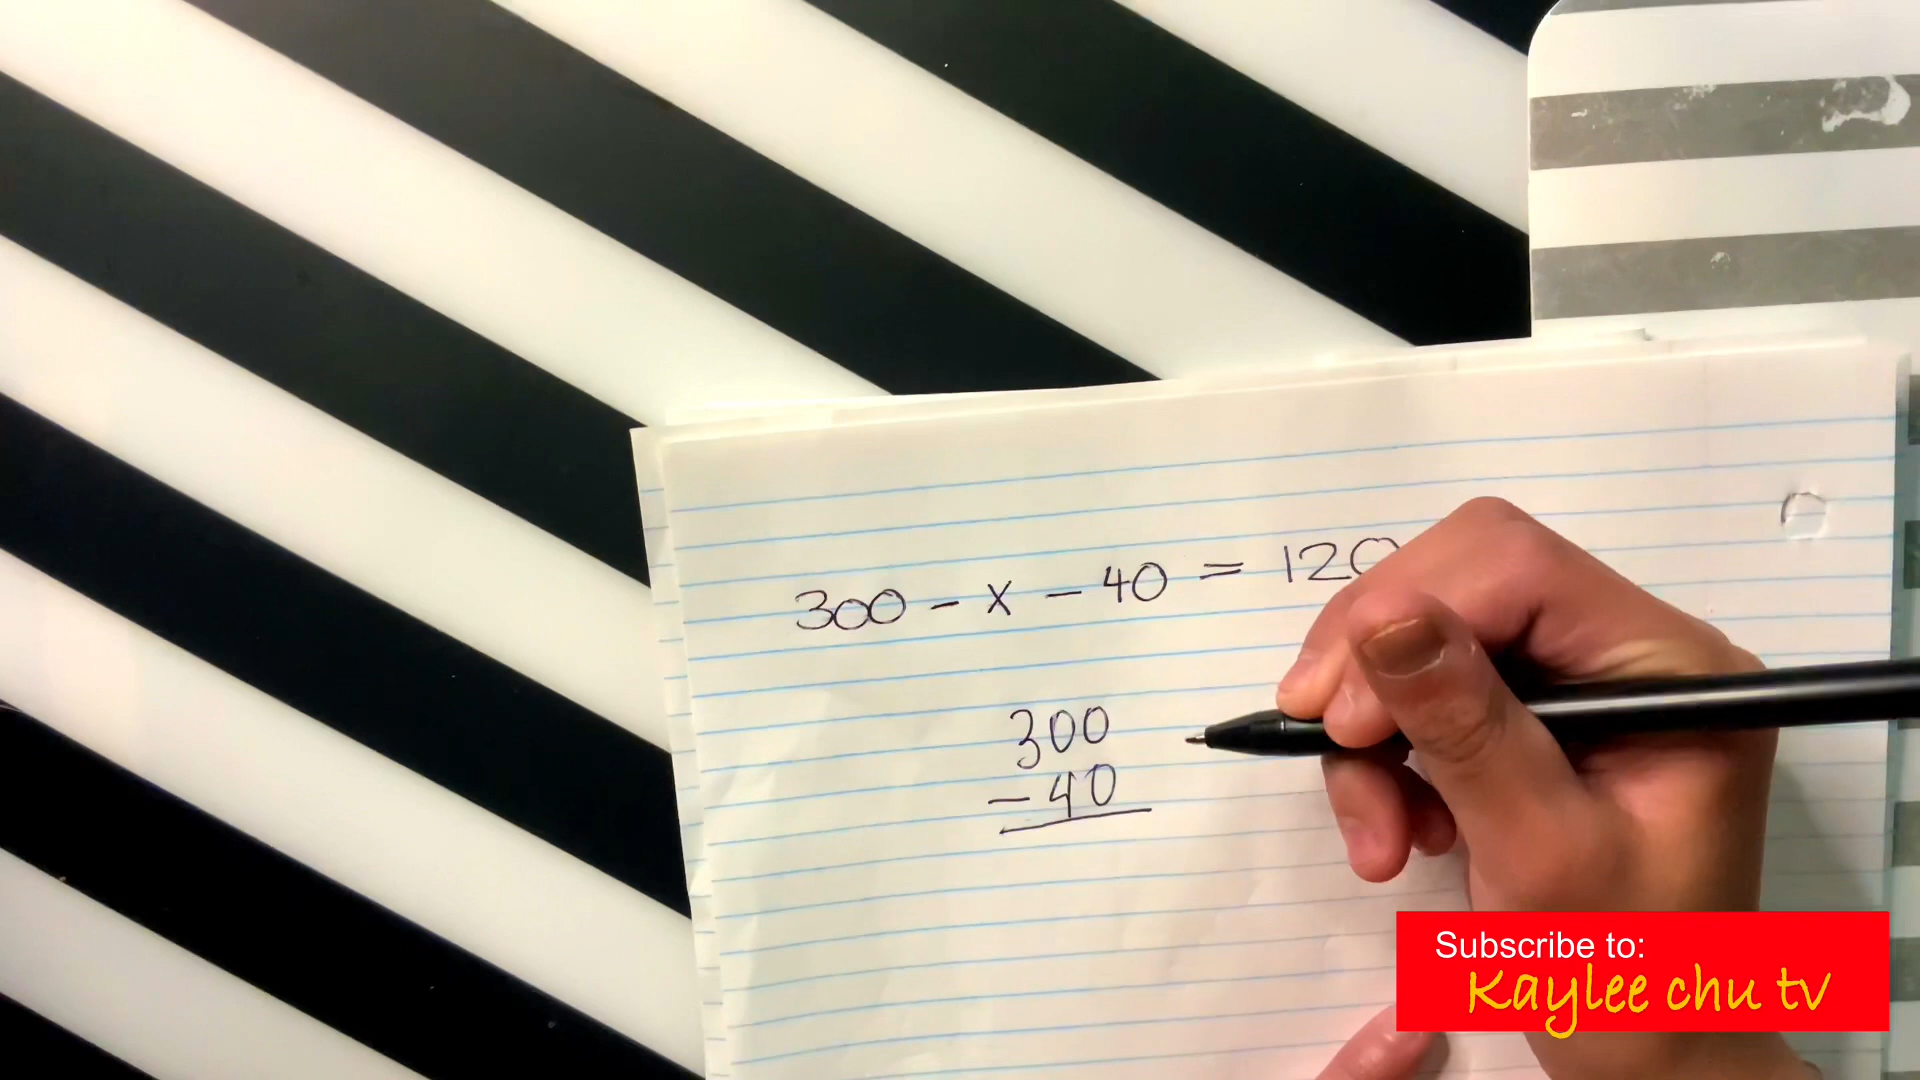 300 - x - 40 = 120
300
- 40
Subscribe to:
Kaylee chu tv